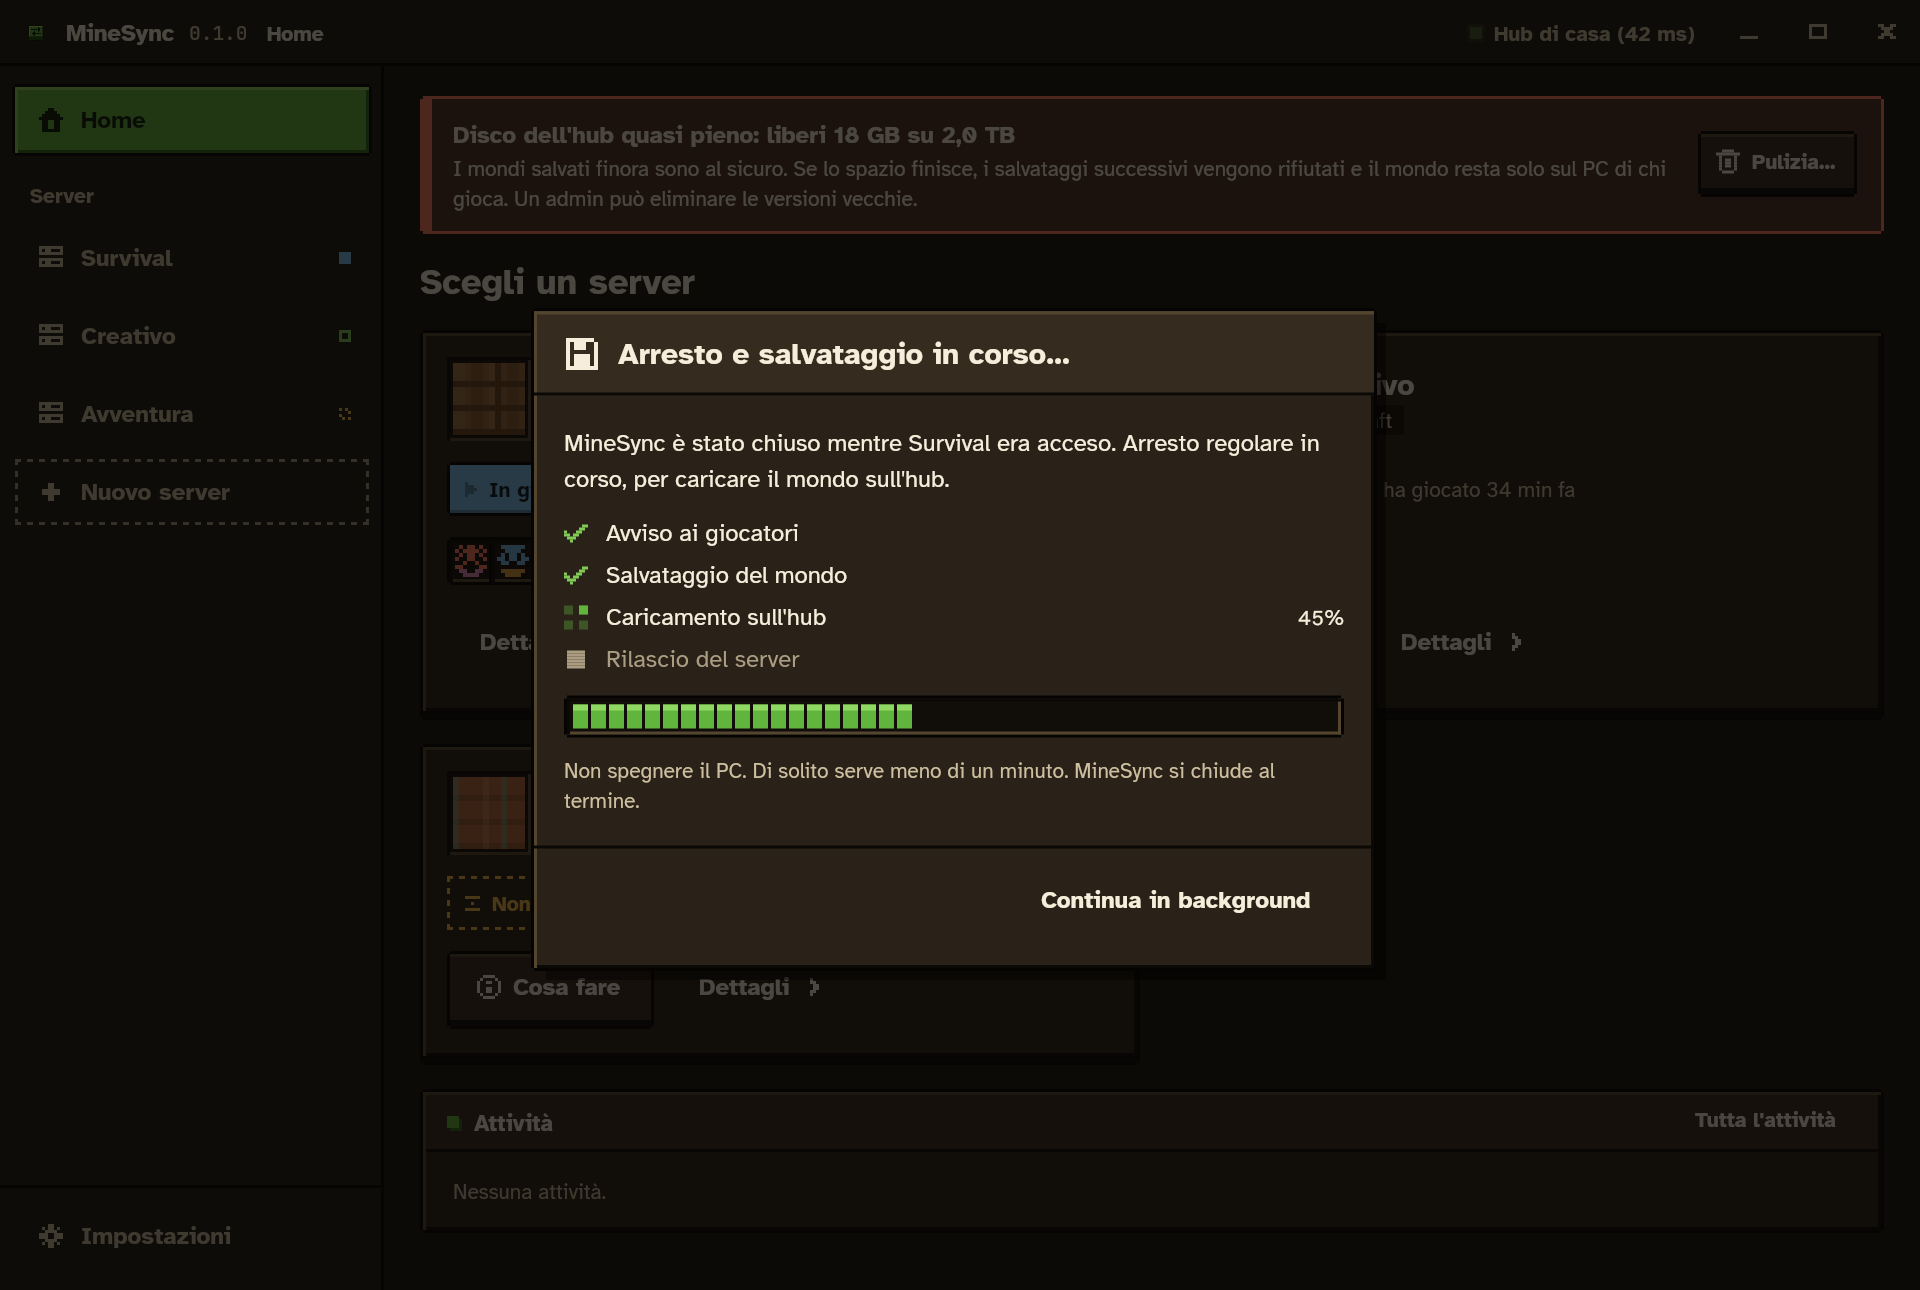 MineSync 0.1.0 Home
Hub di casa (42 ms)
Home
Server
Survival
Creativo
Avventura
Nuovo server
Impostazioni
Disco dell'hub quasi pieno: liberi 18 GB su 2,0 TB
I mondi salvati finora sono al sicuro. Se lo spazio finisce, i salvataggi successivi vengono rifiutati e il mondo resta solo sul PC di chi
gioca. Un admin può eliminare le versioni vecchie.
Pulizia...
Scegli un server
In g
ha giocato 34 min fa
Dettagli
Non
Cosa fare
Dettagli
Arresto e salvataggio in corso...
MineSync è stato chiuso mentre Survival era acceso. Arresto regolare in
corso, per caricare il mondo sull'hub.
Avviso ai giocatori
Salvataggio del mondo
Caricamento sull'hub 45%
Rilascio del server
Non spegnere il PC. Di solito serve meno di un minuto. MineSync si chiude al
termine.
Continua in background
Attività
Tutta l'attività
Nessuna attività.